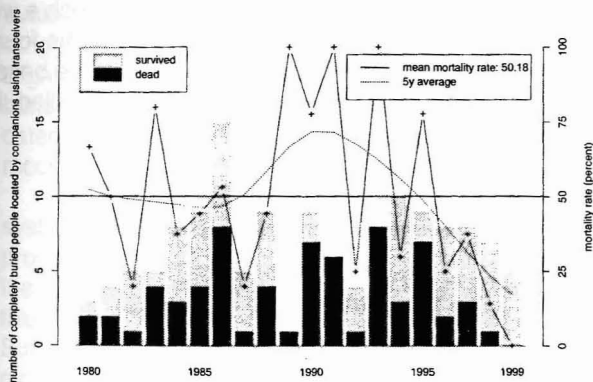 number of completely buried people located by companions using transceivers
20
15
10
5
0
survived
dead
mean mortality rate: 50.18
5y average
100
75
50
25
0
mortality rate (percent)
1980
1985
1990
1995
1999